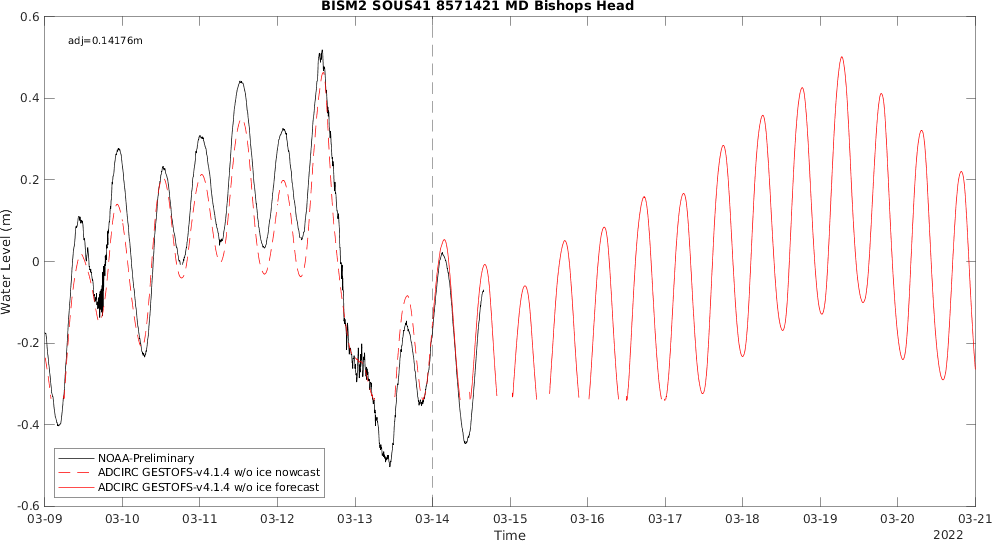 BISM2 SOUS41 8571421 MD Bishops Head
adj=0.14176m
0.6
0.4
0.2
0
-0.2
-0.4
-0.6
Water Level (m)
NOAA-Preliminary
ADCIRC GESTOFS-v4.1.4 w/o ice nowcast
ADCIRC GESTOFS-v4.1.4 w/o ice forecast
03-09 03-10 03-11 03-12 03-13 03-14 03-15 03-16 03-17 03-18 03-19 03-20 03-21
Time
2022